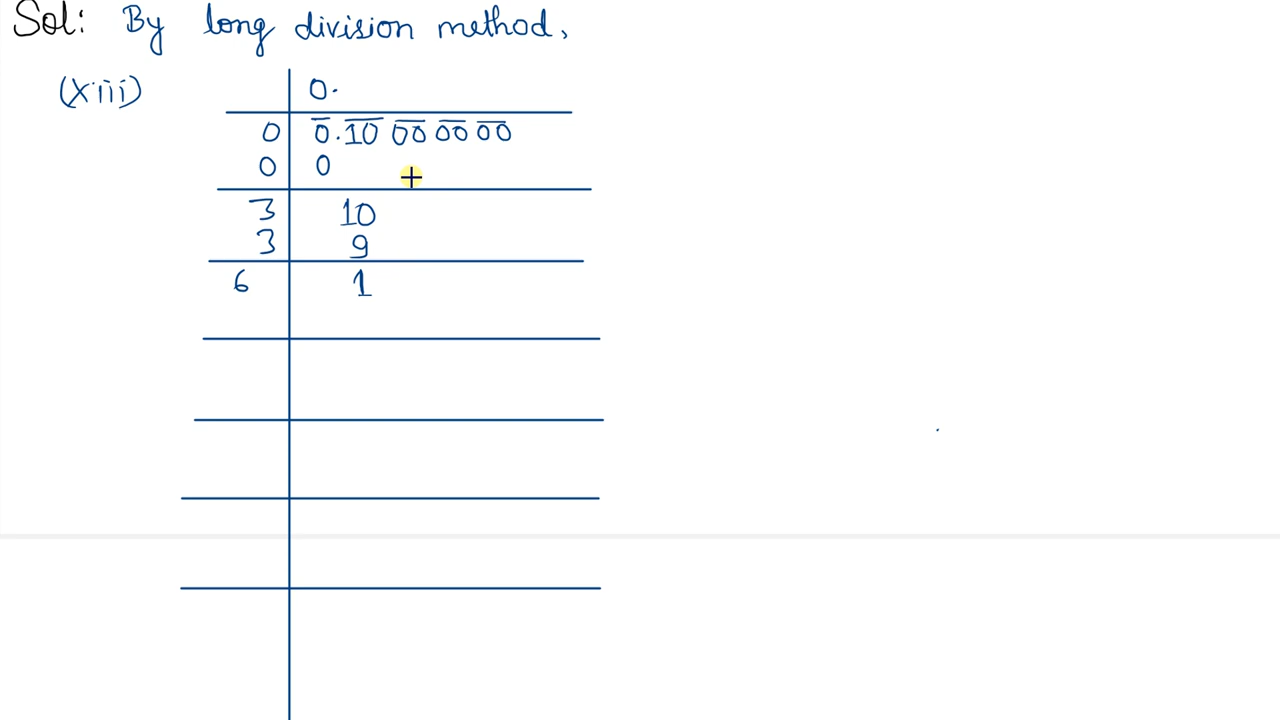 Sol: By long division method,
(xiii) 0.
0 0.10 00 00 00
0 0
3 10
3 9
6 1